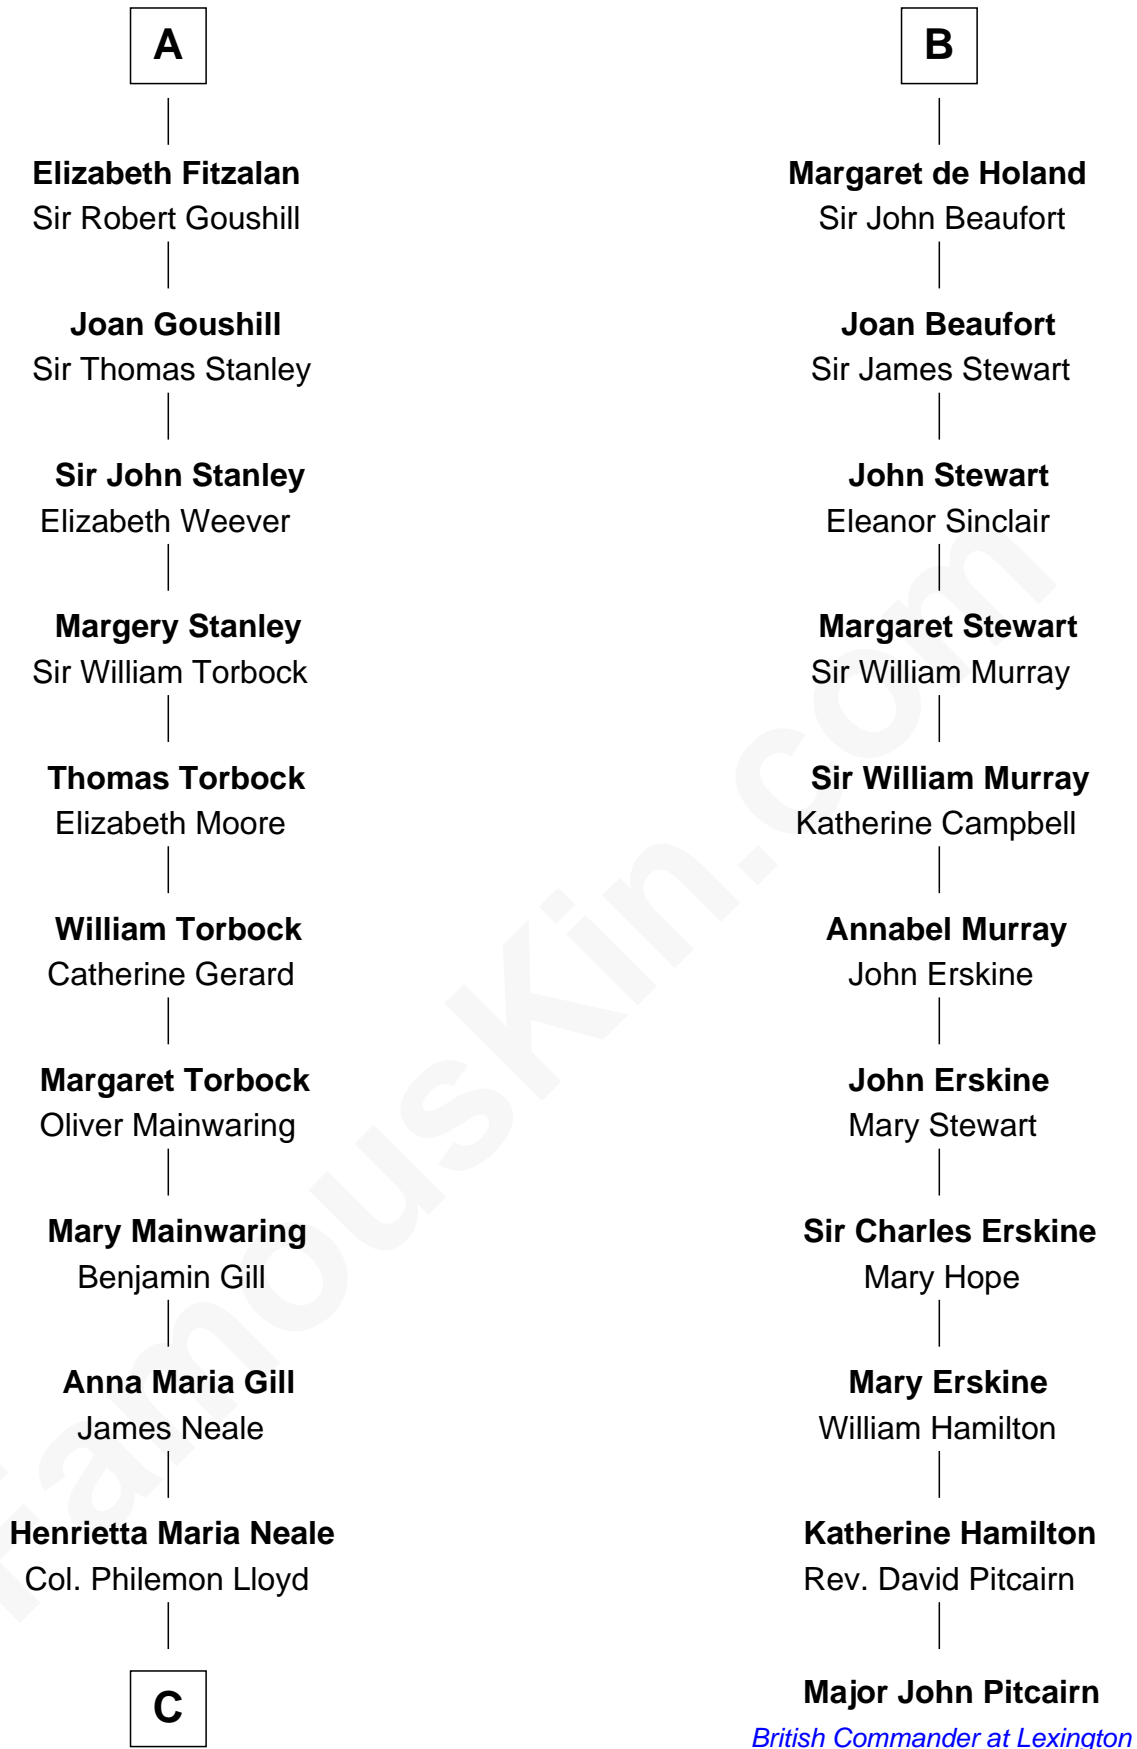 A
Elizabeth Fitzalan
Sir Robert Goushill
Joan Goushill
Sir Thomas Stanley
Sir John Stanley
Elizabeth Weever
Margery Stanley
Sir William Torbock
Thomas Torbock
Elizabeth Moore
William Torbock
Catherine Gerard
Margaret Torbock
Oliver Mainwaring
Mary Mainwaring
Benjamin Gill
Anna Maria Gill
James Neale
Henrietta Maria Neale
Col. Philemon Lloyd
C
B
Margaret de Holand
Sir John Beaufort
Joan Beaufort
Sir James Stewart
John Stewart
Eleanor Sinclair
Margaret Stewart
Sir William Murray
Sir William Murray
Katherine Campbell
Annabel Murray
John Erskine
John Erskine
Mary Stewart
Sir Charles Erskine
Mary Hope
Mary Erskine
William Hamilton
Katherine Hamilton
Rev. David Pitcairn
Major John Pitcairn
British Commander at Lexington
FamousKin.com